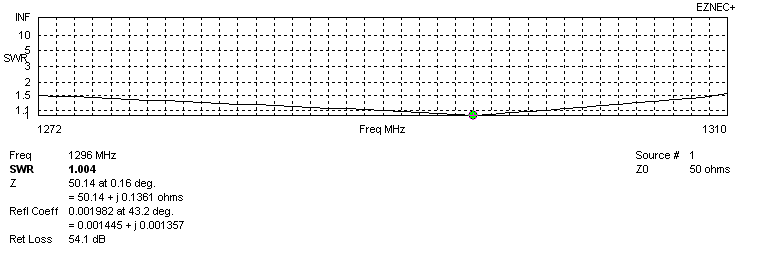 EZNEC+
INF
10
5
SWR
3
2
1.5
1.1
1272 Freq MHz 1310
Freq 1296 MHz Source # 1
SWR 1.004 Z0 50 ohms
Z 50.14 at 0.16 deg.
= 50.14 + j 0.1361 ohms
Refl Coeff 0.001982 at 43.2 deg.
= 0.001445 + j 0.001357
Ret Loss 54.1 dB